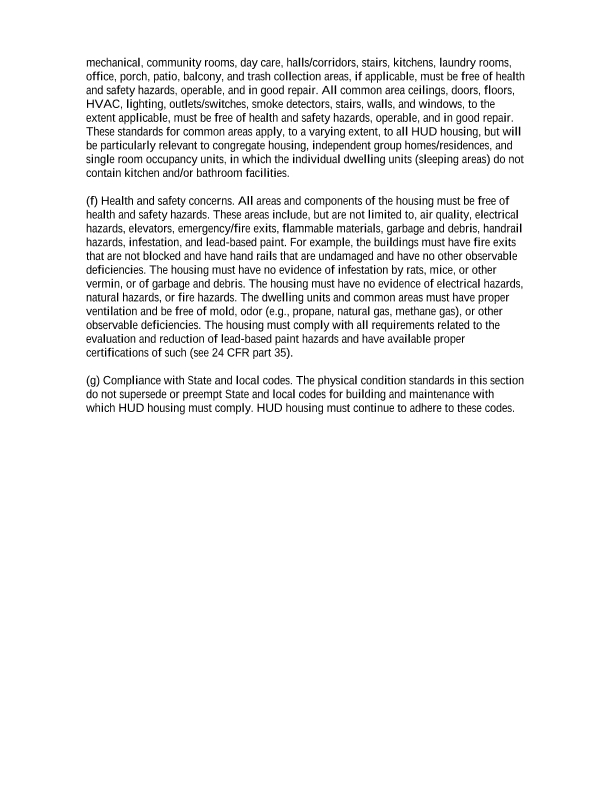 mechanical, community rooms, day care, halls/corridors, stairs, kitchens, laundry rooms,
office, porch, patio, balcony, and trash collection areas, if applicable, must be free of health
and safety hazards, operable, and in good repair. All common area ceilings, doors, floors,
HVAC, lighting, outlets/switches, smoke detectors, stairs, walls, and windows, to the
extent applicable, must be free of health and safety hazards, operable, and in good repair.
These standards for common areas apply, to a varying extent, to all HUD housing, but will
be particularly relevant to congregate housing, independent group homes/residences, and
single room occupancy units, in which the individual dwelling units (sleeping areas) do not
contain kitchen and/or bathroom facilities.
(f) Health and safety concerns. All areas and components of the housing must be free of
health and safety hazards. These areas include, but are not limited to, air quality, electrical
hazards, elevators, emergency/fire exits, flammable materials, garbage and debris, handrail
hazards, infestation, and lead-based paint. For example, the buildings must have fire exits
that are not blocked and have hand rails that are undamaged and have no other observable
deficiencies. The housing must have no evidence of infestation by rats, mice, or other
vermin, or of garbage and debris. The housing must have no evidence of electrical hazards,
natural hazards, or fire hazards. The dwelling units and common areas must have proper
ventilation and be free of mold, odor (e.g., propane, natural gas, methane gas), or other
observable deficiencies. The housing must comply with all requirements related to the
evaluation and reduction of lead-based paint hazards and have available proper
certifications of such (see 24 CFR part 35).
(g) Compliance with State and local codes. The physical condition standards in this section
do not supersede or preempt State and local codes for building and maintenance with
which HUD housing must comply. HUD housing must continue to adhere to these codes.